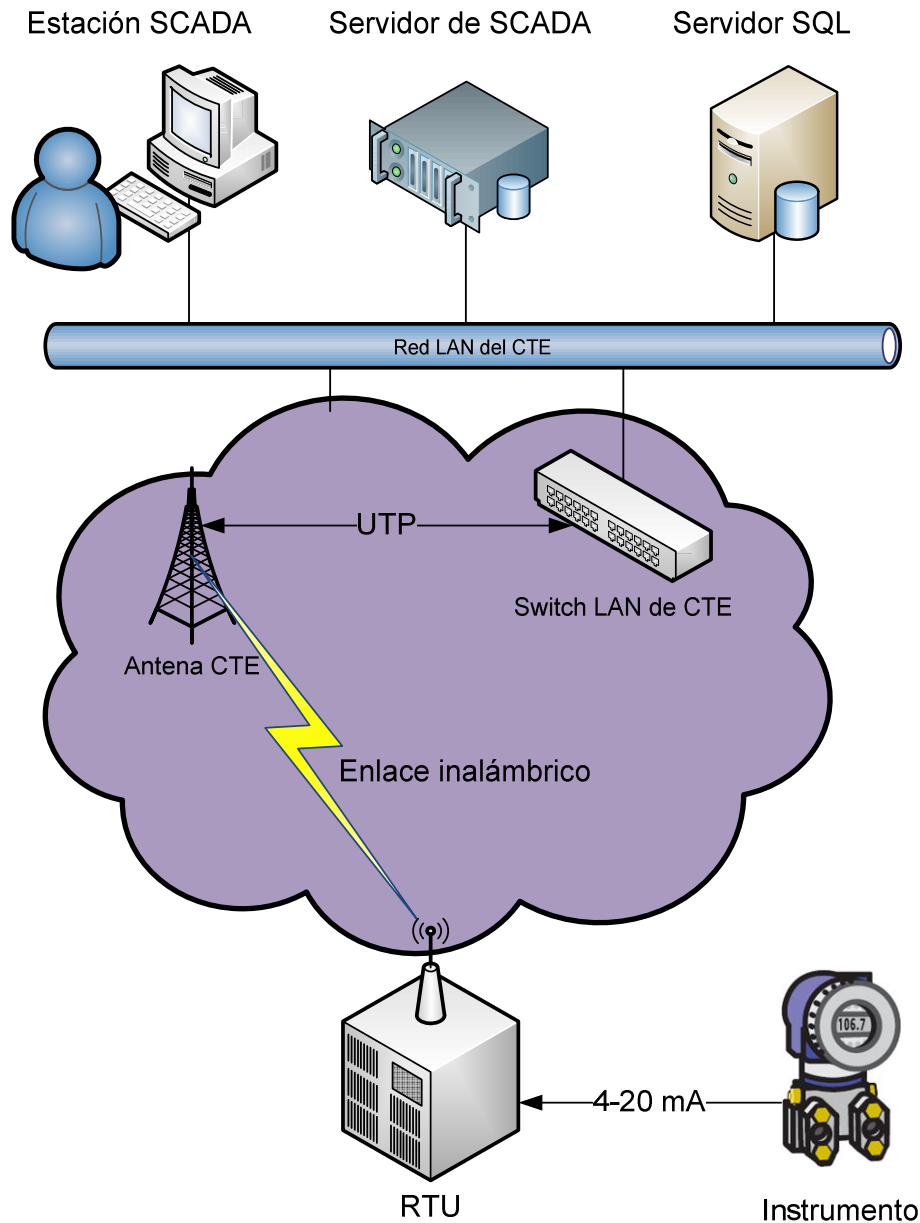 Estación SCADA
Servidor de SCADA
Servidor SQL
Red LAN del CTE
UTP
Switch LAN de CTE
Antena CTE
Enlace inalámbrico
106.7
4-20 mA
RTU
Instrumento